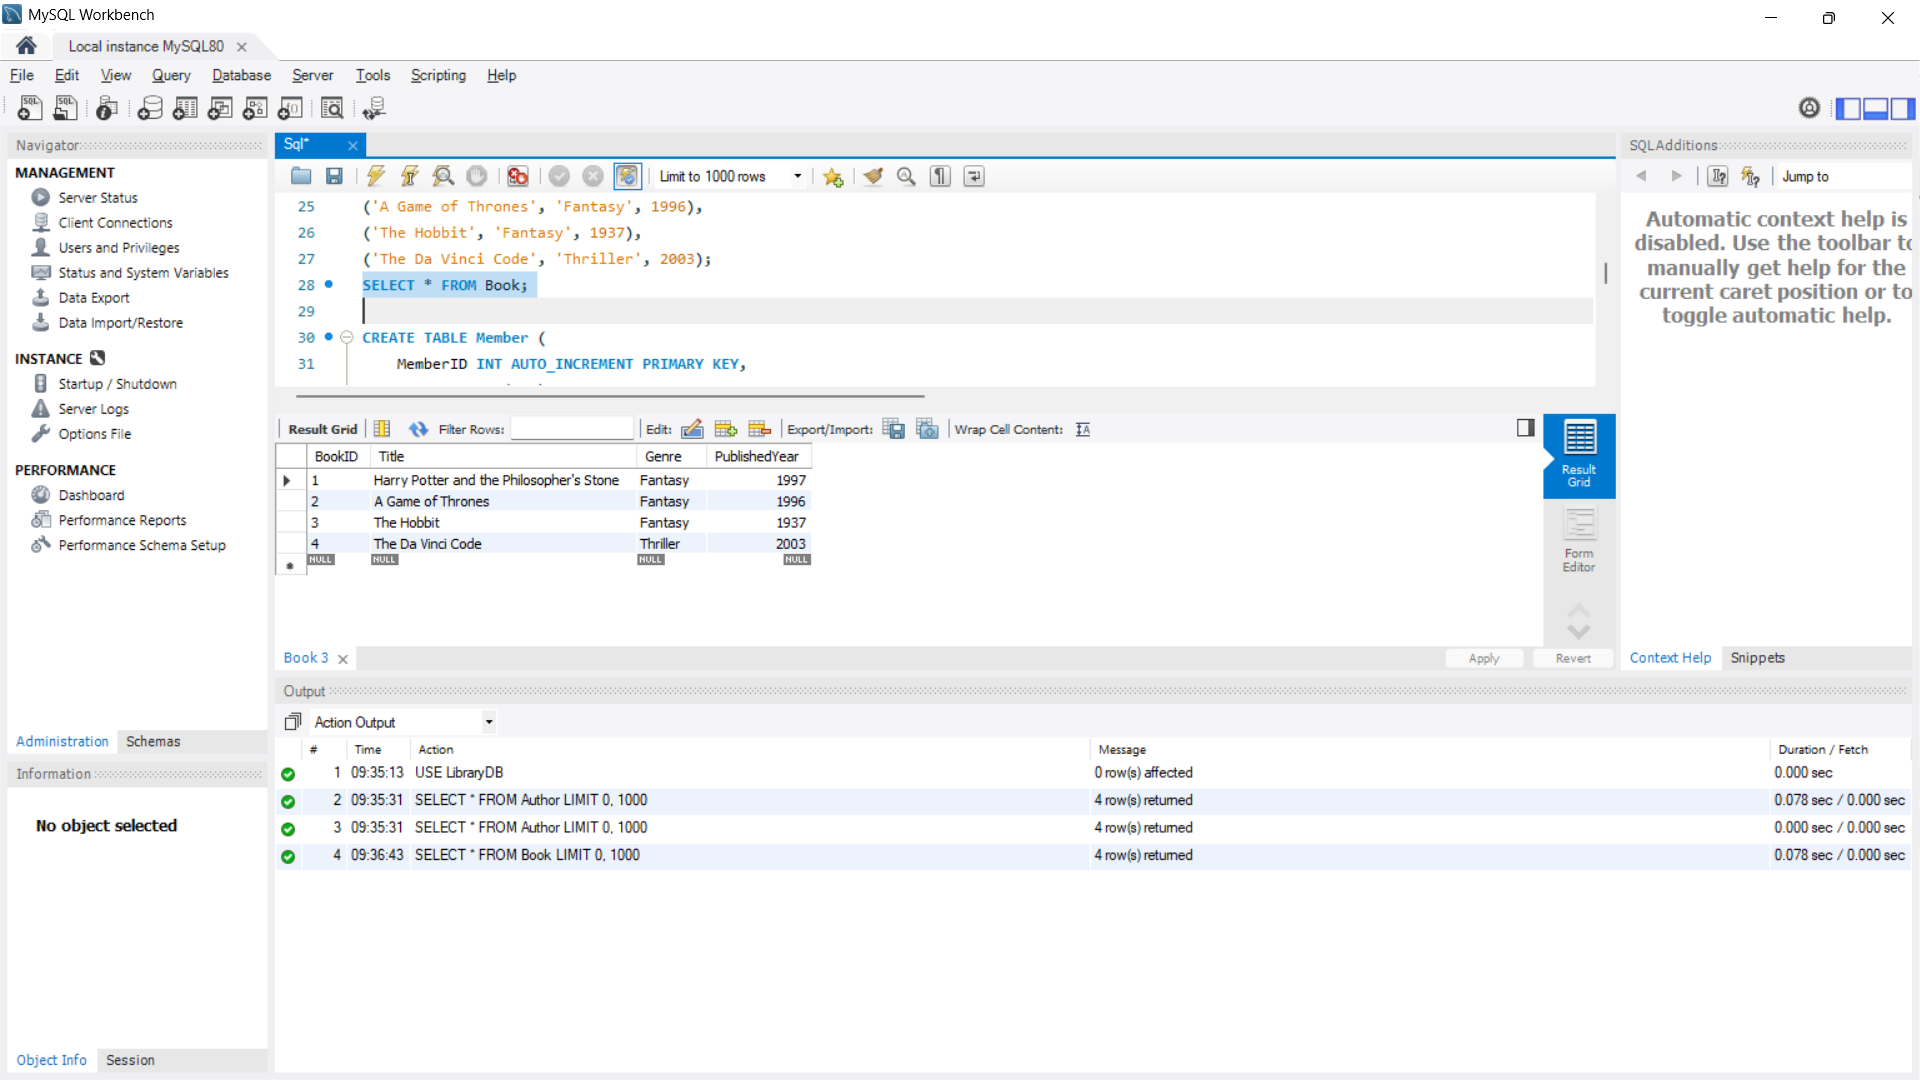 MySQL Workbench
Local instance MySQL80
File Edit View Query Database Server Tools Scripting Help
Navigator
MANAGEMENT
Server Status
Client Connections
Users and Privileges
Status and System Variables
Data Export
Data Import/Restore
INSTANCE
Startup / Shutdown
Server Logs
Options File
PERFORMANCE
Dashboard
Performance Reports
Performance Schema Setup
Administration Schemas
Information
No object selected
Object Info Session
Sql*
Limit to 1000 rows
25 ('A Game of Thrones', 'Fantasy', 1996),
26 ('The Hobbit', 'Fantasy', 1937),
27 ('The Da Vinci Code', 'Thriller', 2003);
28 SELECT * FROM Book;
29
30 CREATE TABLE Member (
31 MemberID INT AUTO_INCREMENT PRIMARY KEY,
Result Grid Filter Rows: Edit: Export/Import: Wrap Cell Content:
BookID Title Genre PublishedYear
1 Harry Potter and the Philosopher's Stone Fantasy 1997
2 A Game of Thrones Fantasy 1996
3 The Hobbit Fantasy 1937
4 The Da Vinci Code Thriller 2003
NULL NULL NULL NULL
Result
Grid
Form
Editor
Book 3 Apply Revert
SQLAdditions
Jump to
Automatic context help is
disabled. Use the toolbar to
manually get help for the
current caret position or to
toggle automatic help.
Context Help Snippets
Output
Action Output
# Time Action Message Duration / Fetch
1 09:35:13 USE LibraryDB 0 row(s) affected 0.000 sec
2 09:35:31 SELECT * FROM Author LIMIT 0, 1000 4 row(s) returned 0.078 sec / 0.000 sec
3 09:35:31 SELECT * FROM Author LIMIT 0, 1000 4 row(s) returned 0.000 sec / 0.000 sec
4 09:36:43 SELECT * FROM Book LIMIT 0, 1000 4 row(s) returned 0.078 sec / 0.000 sec